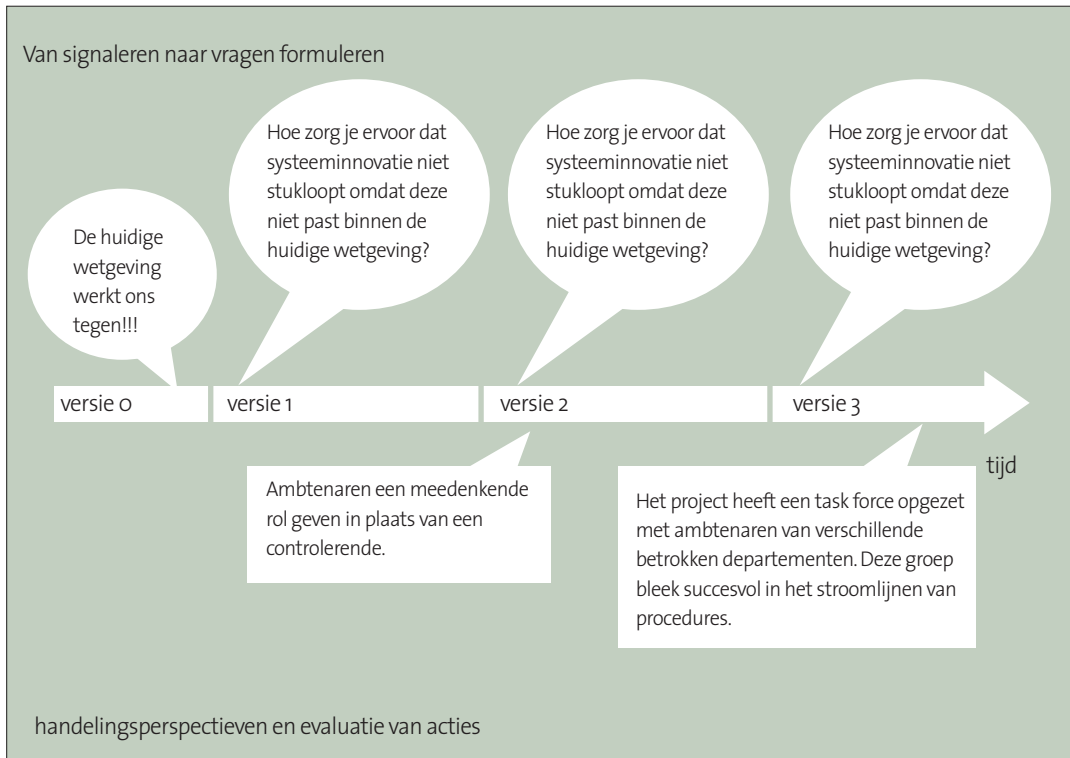 Van signaleren naar vragen formuleren
De huidige
wetgeving
werkt ons
tegen!!!
Hoe zorg je ervoor dat
systeeminnovatie niet
stukloopt omdat deze
niet past binnen de
huidige wetgeving?
Hoe zorg je ervoor dat
systeeminnovatie niet
stukloopt omdat deze
niet past binnen de
huidige wetgeving?
Hoe zorg je ervoor dat
systeeminnovatie niet
stukloopt omdat deze
niet past binnen de
huidige wetgeving?
versie 0
versie 1
versie 2
versie 3
tijd
Ambtenaren een meedenkende
rol geven in plaats van een
controlerende.
Het project heeft een task force opgezet
met ambtenaren van verschillende
betrokken departementen. Deze groep
bleek succesvol in het stroomlijnen van
procedures.
handelingsperspectieven en evaluatie van acties